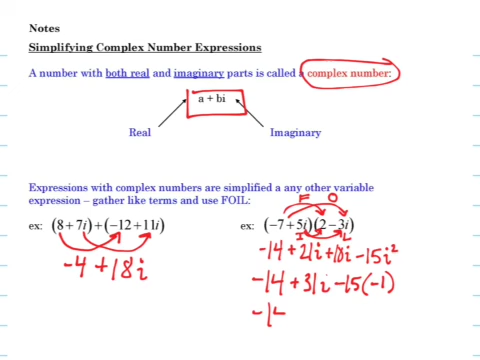 Notes
Simplifying Complex Number Expressions
A number with both real and imaginary parts is called a complex number:
a + bi
Real Imaginary
Expressions with complex numbers are simplified a any other variable
expression – gather like terms and use FOIL:
F O
ex: (8+7i)+(−12+11i) ex: (−7+5i)(2−3i)
I L
-4 + 18i -14 + 21i + 10i - 15i²
-14 + 31i - 15(-1)
-14